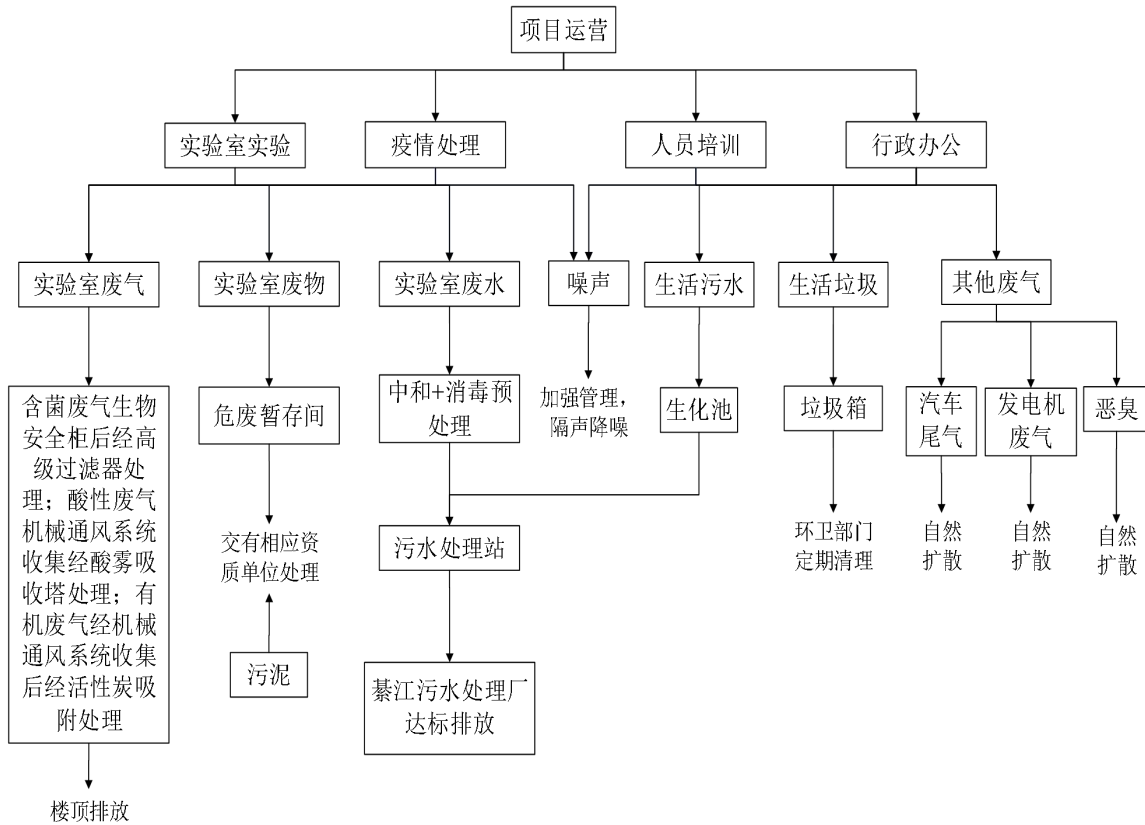 项目运营
实验室实验
疫情处理
人员培训
行政办公
实验室废气
实验室废物
实验室废水
噪声
生活污水
生活垃圾
其他废气
含菌废气生物
安全柜后经高
级过滤器处
理；酸性废气
机械通风系统
收集经酸雾吸
收塔处理；有
机废气经机械
通风系统收集
后经活性炭吸
附处理
楼顶排放
危废暂存间
交有相应资
质单位处理
污泥
中和+消毒预
处理
污水处理站
綦江污水处理厂
达标排放
加强管理，
隔声降噪
生化池
垃圾箱
环卫部门
定期清理
汽车
尾气
自然
扩散
发电机
废气
自然
扩散
恶臭
自然
扩散